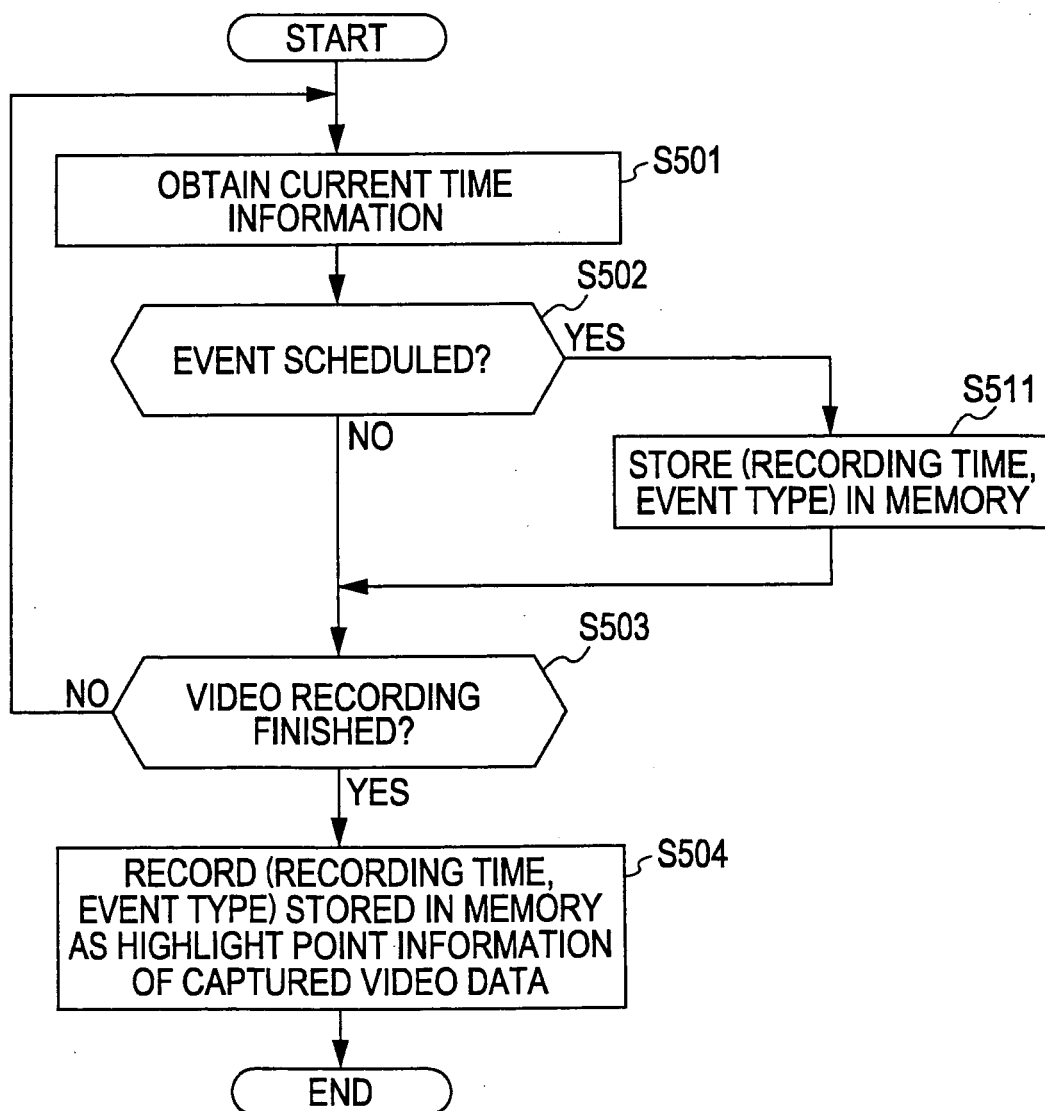 START
S501
OBTAIN CURRENT TIME
INFORMATION
S502
EVENT SCHEDULED?
YES
NO
S511
STORE (RECORDING TIME,
EVENT TYPE) IN MEMORY
S503
NO
VIDEO RECORDING
FINISHED?
YES
S504
RECORD (RECORDING TIME,
EVENT TYPE) STORED IN MEMORY
AS HIGHLIGHT POINT INFORMATION
OF CAPTURED VIDEO DATA
END